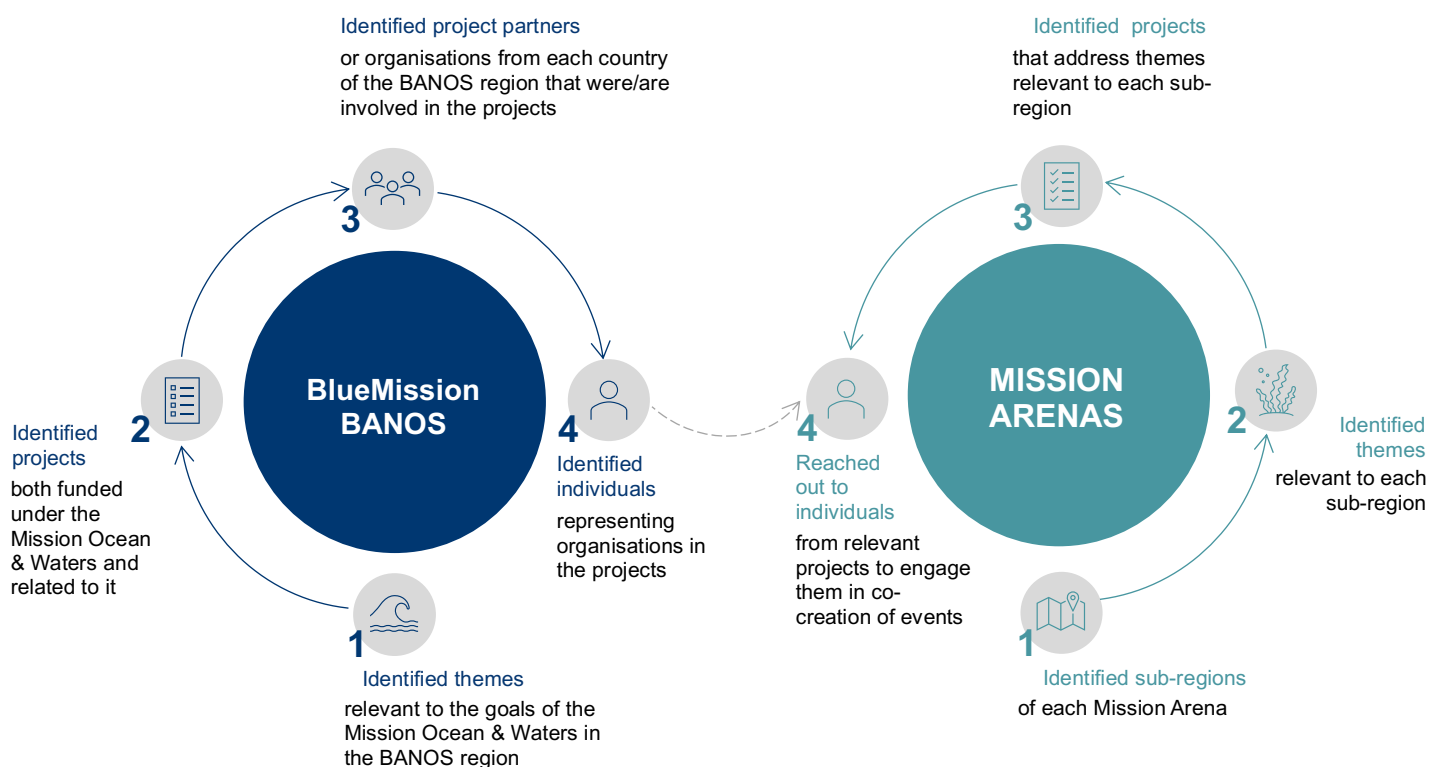 Identified project partners
or organisations from each country
of the BANOS region that were/are
involved in the projects
3
BlueMission
BANOS
2
Identified
projects
both funded
under the
Mission Ocean
& Waters and
related to it
4
Identified
individuals
representing
organisations in
the projects
1
Identified themes
relevant to the goals of the
Mission Ocean & Waters in
the BANOS region
Identified projects
that address themes
relevant to each sub-
region
3
MISSION
ARENAS
4
Reached
out to
individuals
from relevant
projects to engage
them in co-
creation of events
2
Identified
themes
relevant to each
sub-region
1
Identified sub-regions
of each Mission Arena